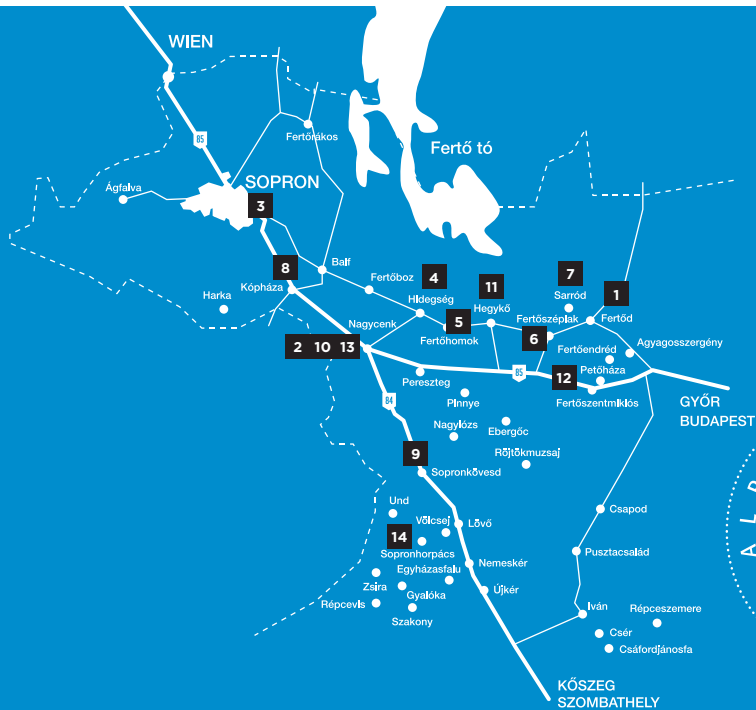 WIEN
85
Fertőrákos
Fertő tó
Ágfalva
SOPRON
3
8
Balf
Kópháza
Harka
Fertőboz
4
Hidegség
11
Hegykő
7
Sarród
1
Fertőd
5
Fertőhomok
6
Fertőszéplak
Nagycenk
2 10 13
Agyagosszergény
Fertőendréd
Petőháza
12
85
Pereszteg
Fertőszentmiklós
GYŐR
BUDAPEST
Pinnye
84
Nagylózs
Ebergőc
Röjtökmuzsaj
9
Sopronkövesd
Und
Völcsej
Lövő
14
Sopronhorpács
Egyházasfalu
Nemeskér
Zsira
Gyalóka
Újkér
Répcevis
Szakony
Csapod
Pusztacsalád
Iván
Répceszemere
Csér
Csáfordjánosfa
KŐSZEG
SZOMBATHELY
A L P